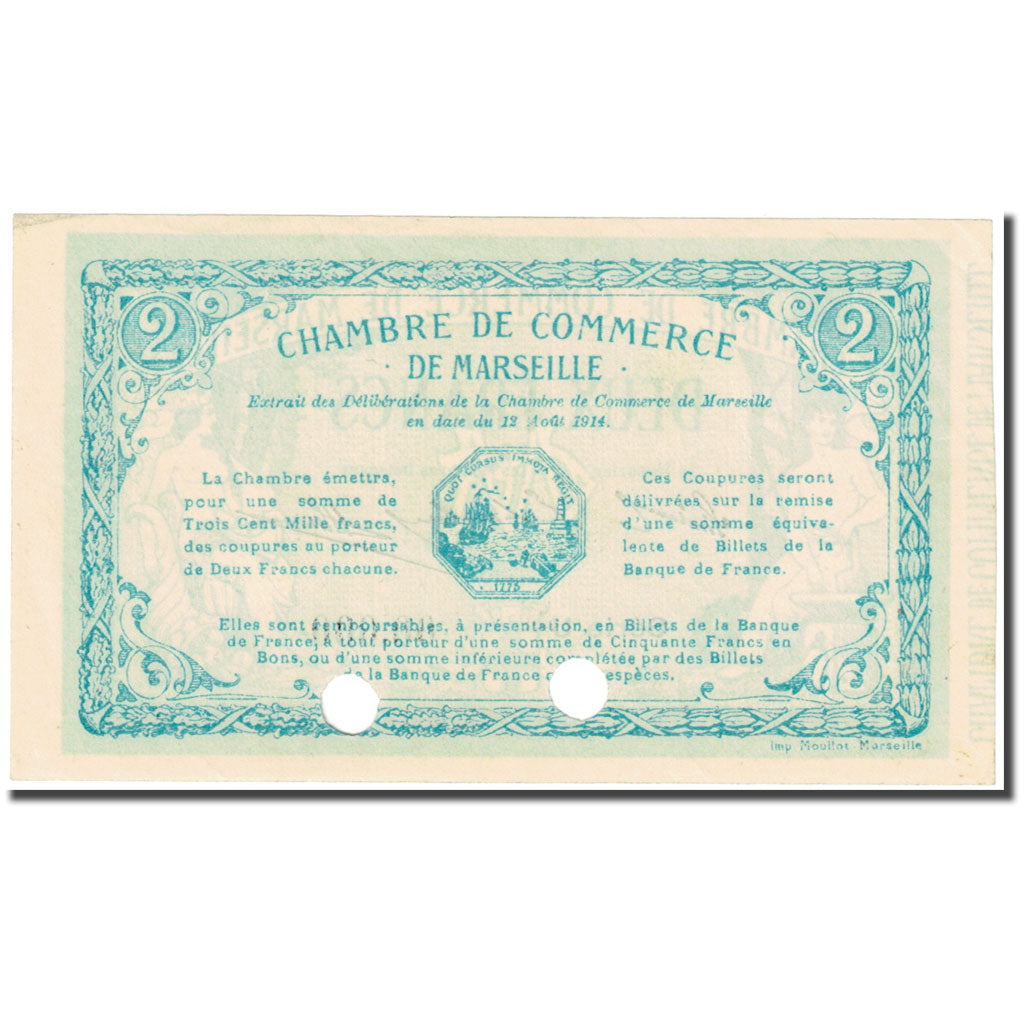 2 2
CHAMBRE DE COMMERCE
· DE MARSEILLE ·
Extrait des Délibérations de la Chambre de Commerce de Marseille
en date du 12 Août 1914.
La Chambre émettra,
pour une somme de
Trois Cent Mille francs,
des coupures au porteur
de Deux Francs chacune.
QUOT CURSUS IMMOTA REGIT
· 1775 ·
Ces Coupures seront
délivrées sur la remise
d'une somme équiva-
lente de Billets de la
Banque de France.
Elles sont remboursables, à présentation, en Billets de la Banque
de France, à tout porteur d'une somme de Cinquante Francs en
Bons, ou d'une somme inférieure complétée par des Billets
de la Banque de France espèces.
Imp. Moullot - Marseille